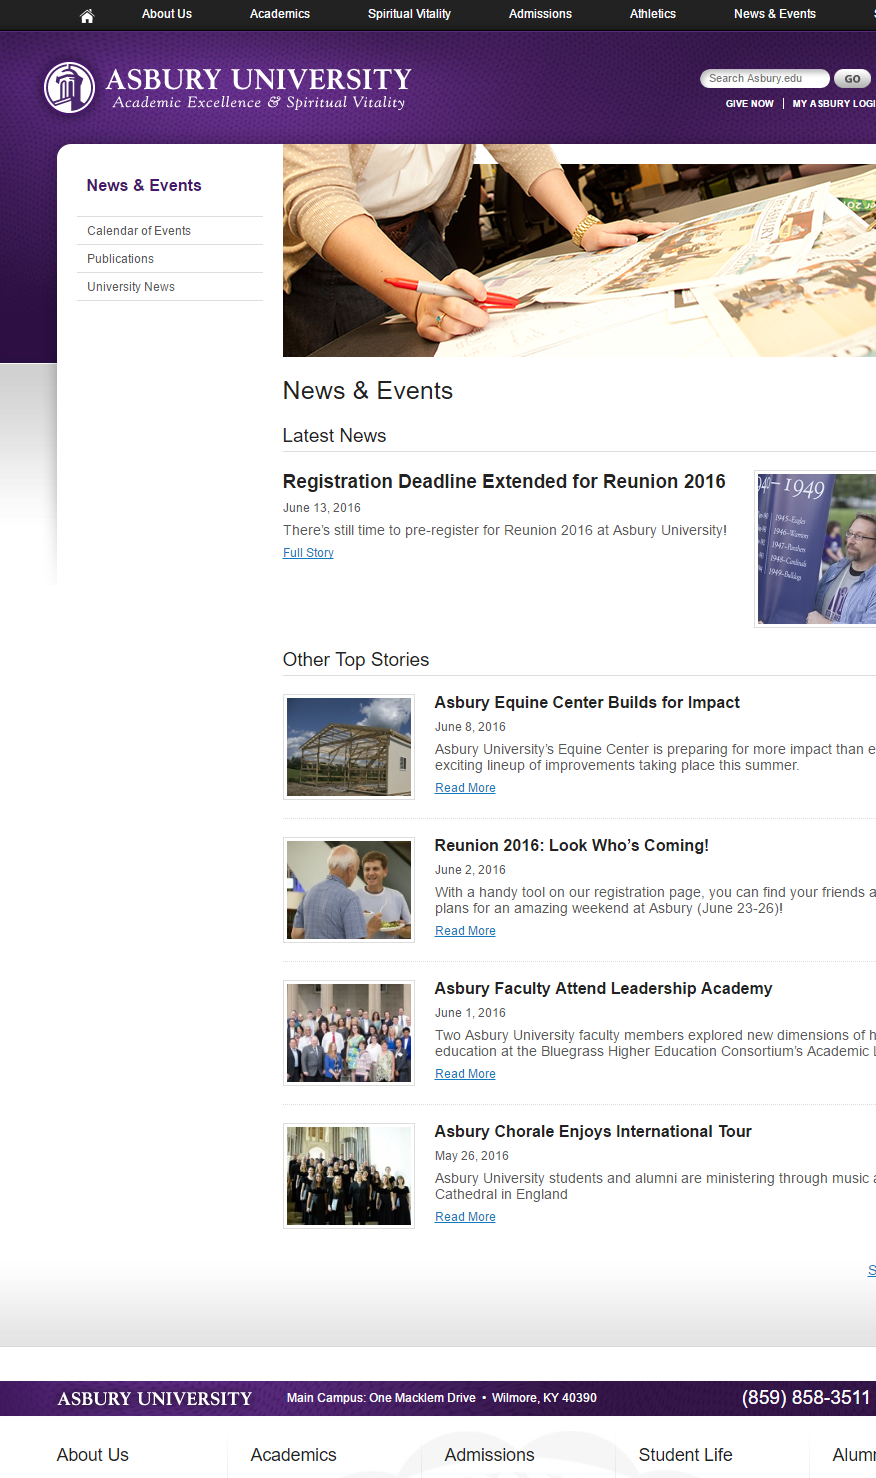 About Us Academics Spiritual Vitality Admissions Athletics News & Events
ASBURY UNIVERSITY
Academic Excellence & Spiritual Vitality
Search Asbury.edu GO
GIVE NOW MY ASBURY LOGI
News & Events
Calendar of Events
Publications
University News
News & Events
Latest News
Registration Deadline Extended for Reunion 2016
June 13, 2016
There's still time to pre-register for Reunion 2016 at Asbury University!
Full Story
1949
1945–Eagles
1946–Warriors
1947–Panthers
1948–Cardinals
1949–Bulldogs
Other Top Stories
Asbury Equine Center Builds for Impact
June 8, 2016
Asbury University's Equine Center is preparing for more impact than e
exciting lineup of improvements taking place this summer.
Read More
Reunion 2016: Look Who's Coming!
June 2, 2016
With a handy tool on our registration page, you can find your friends a
plans for an amazing weekend at Asbury (June 23-26)!
Read More
Asbury Faculty Attend Leadership Academy
June 1, 2016
Two Asbury University faculty members explored new dimensions of h
education at the Bluegrass Higher Education Consortium's Academic L
Read More
Asbury Chorale Enjoys International Tour
May 26, 2016
Asbury University students and alumni are ministering through music a
Cathedral in England
Read More
S
ASBURY UNIVERSITY Main Campus: One Macklem Drive • Wilmore, KY 40390 (859) 858-3511
About Us Academics Admissions Student Life Alumn